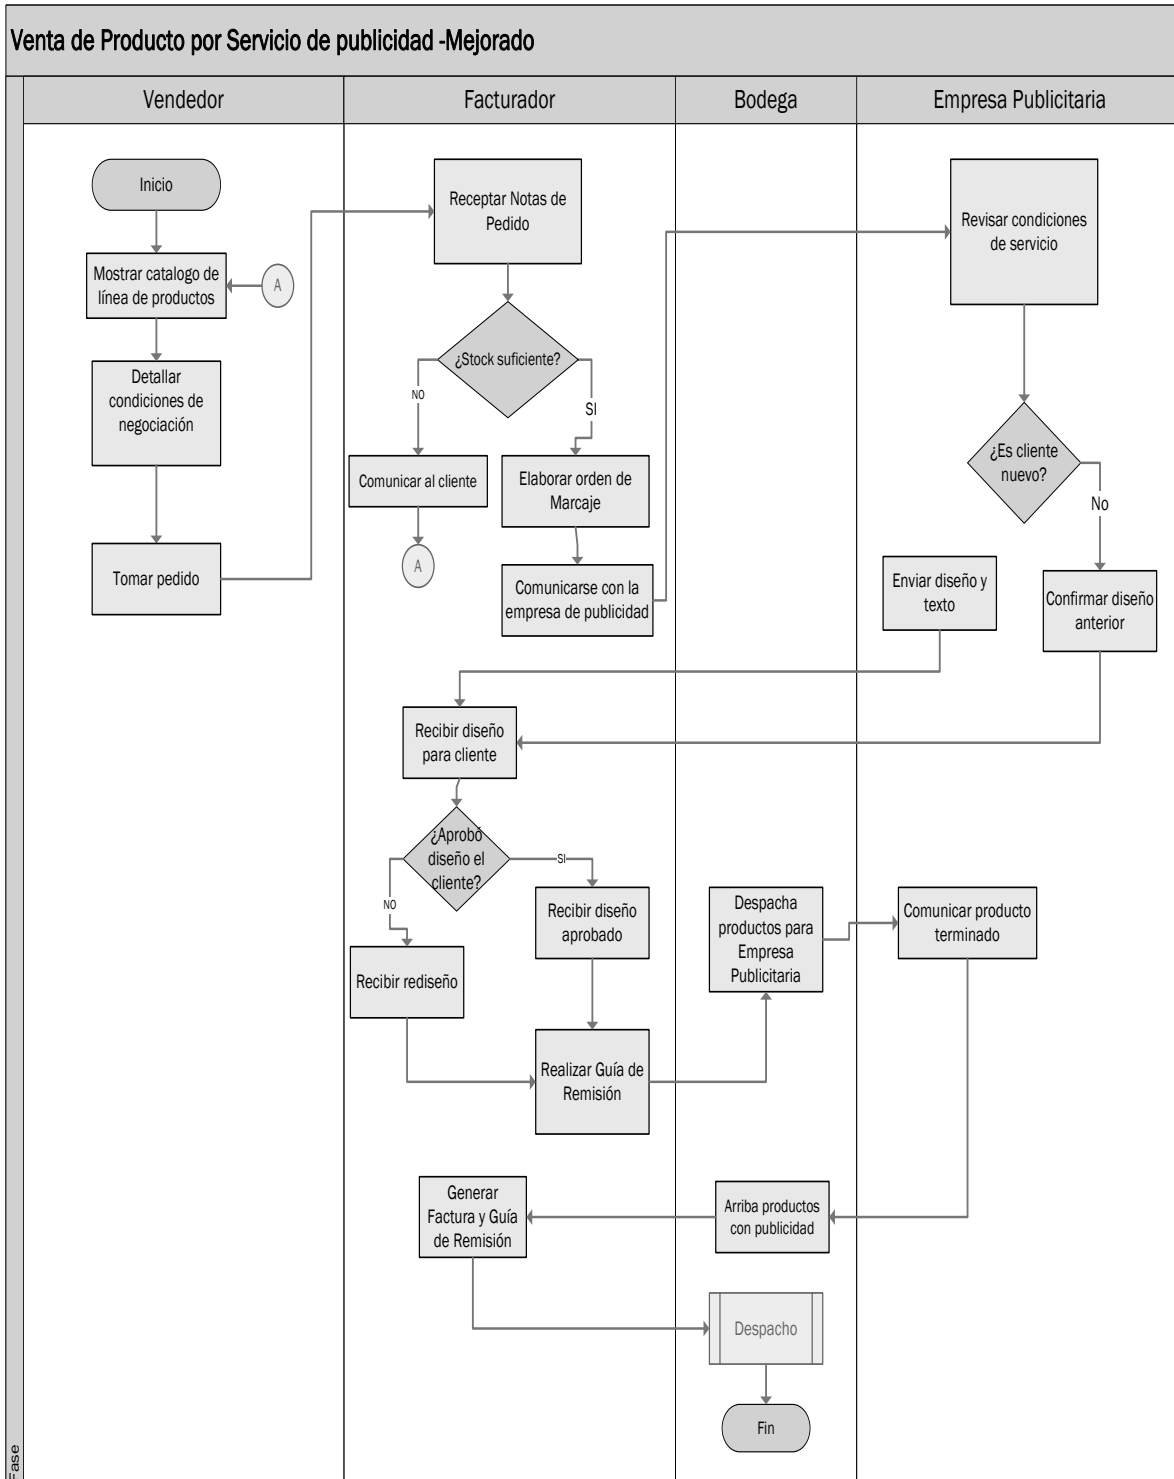 Venta de Producto por Servicio de publicidad -Mejorado
Vendedor
Facturador
Bodega
Empresa Publicitaria
Inicio
Mostrar catalogo de
línea de productos
A
Detallar
condiciones de
negociación
Tomar pedido
Receptar Notas de
Pedido
¿Stock suficiente?
NO
SI
Comunicar al cliente
A
Elaborar orden de
Marcaje
Comunicarse con la
empresa de publicidad
Revisar condiciones
de servicio
¿Es cliente
nuevo?
No
Enviar diseño y
texto
Confirmar diseño
anterior
Recibir diseño
para cliente
¿Aprobó
diseño el
cliente?
NO
SI
Recibir rediseño
Recibir diseño
aprobado
Realizar Guía de
Remisión
Despacha
productos para
Empresa
Publicitaria
Comunicar producto
terminado
Arriba productos
con publicidad
Generar
Factura y Guía
de Remisión
Despacho
Fin
Fase